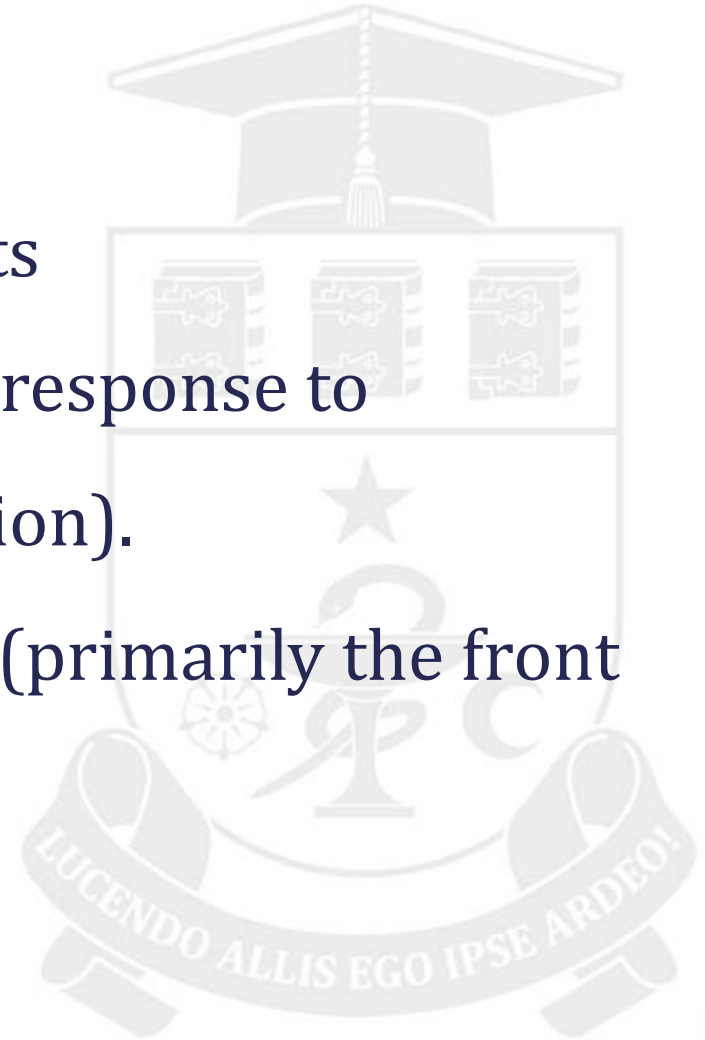 ts
response to
ion).
(primarily the front
LUCENDO ALLIS EGO IPSE ARDEO!